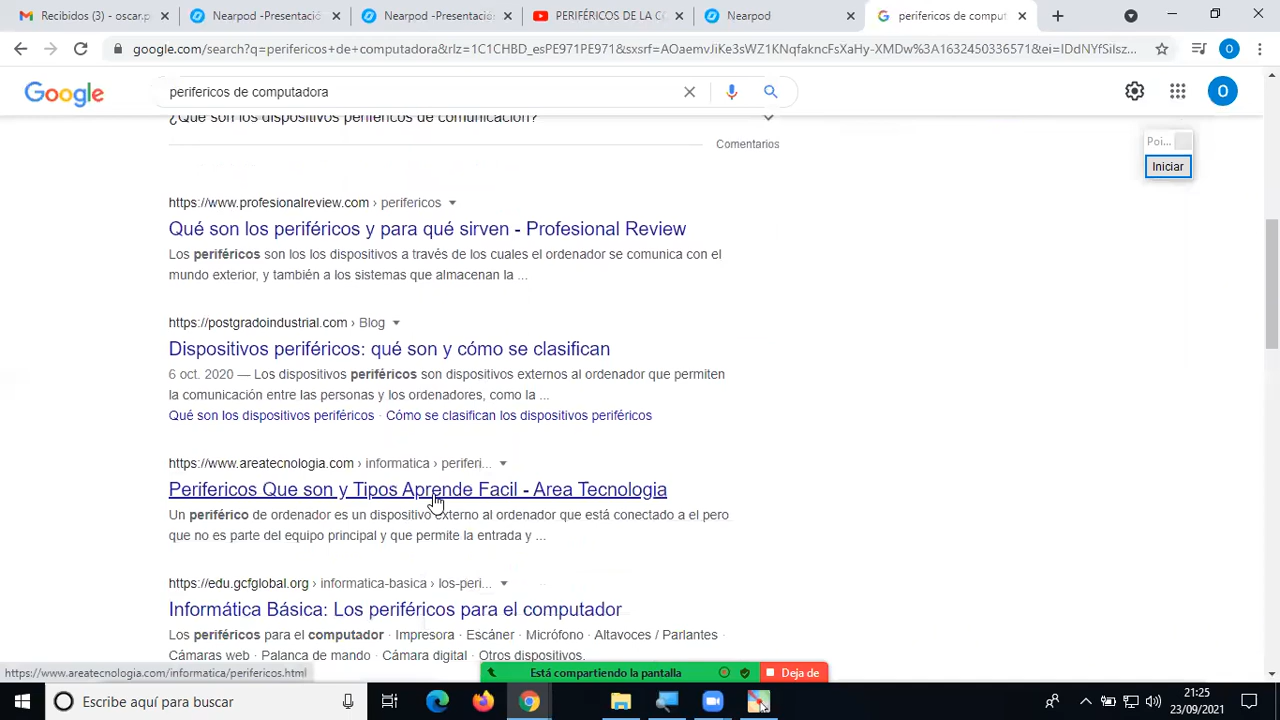 Recibidos (3) - oscar.p
Nearpod -Presentació
Nearpod -Presentació
PERIFÉRICOS DE LA CO
Nearpod
perifericos de comput
google.com/search?q=perifericos+de+computadora&rlz=1C1CHBD_esPE971PE971&sxsrf=AOaemvJiKe3sWZ1KNqfakncFsXaHy-XMDw%3A1632450336571&ei=IDdNYfSilsz...
O
Google
perifericos de computadora
O
¿Qué son los dispositivos periféricos de comunicación?
Comentarios
Poi...
Iniciar
https://www.profesionalreview.com › perifericos
Qué son los periféricos y para qué sirven - Profesional Review
Los periféricos son los los dispositivos a través de los cuales el ordenador se comunica con el
mundo exterior, y también a los sistemas que almacenan la ...
https://postgradoindustrial.com › Blog
Dispositivos periféricos: qué son y cómo se clasifican
6 oct. 2020 — Los dispositivos periféricos son dispositivos externos al ordenador que permiten
la comunicación entre las personas y los ordenadores, como la ...
Qué son los dispositivos periféricos · Cómo se clasifican los dispositivos periféricos
https://www.areatecnologia.com › informatica › periferi...
Perifericos Que son y Tipos Aprende Facil - Area Tecnologia
Un periférico de ordenador es un dispositivo externo al ordenador que está conectado a el pero
que no es parte del equipo principal y que permite la entrada y ...
https://edu.gcfglobal.org › informatica-basica › los-peri...
Informática Básica: Los periféricos para el computador
Los periféricos para el computador · Impresora · Escáner · Micrófono · Altavoces / Parlantes ·
Cámaras web · Palanca de mando · Cámara digital · Otros dispositivos.
https://www.areatecnologia.com/informatica/perifericos.html
Está compartiendo la pantalla
Deja de
Escribe aquí para buscar
21:25
23/09/2021